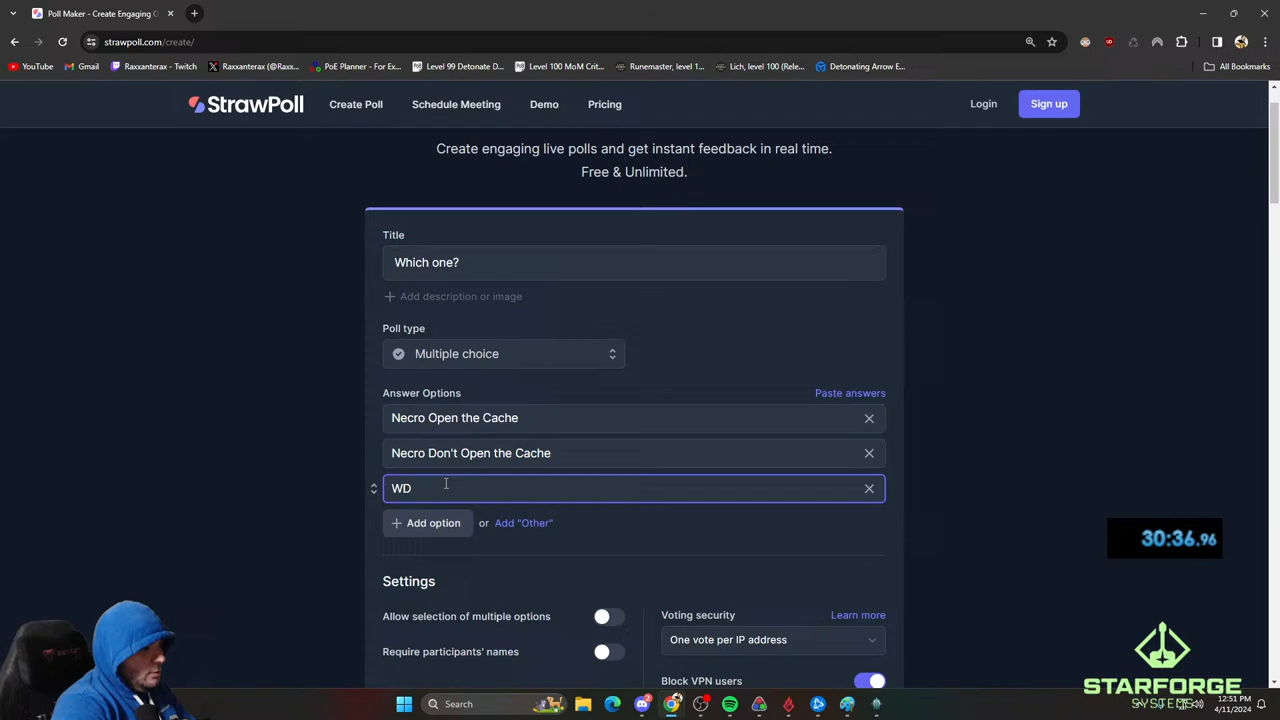 Poll Maker - Create Engaging C
strawpoll.com/create/
YouTube
Gmail
Raxxanterax - Twitch
Raxxanterax (@Raxx...
PoE Planner - For Ex...
Level 99 Detonate D...
Level 100 MoM Crit...
Runemaster, level 1...
Lich, level 100 (Rele...
Detonating Arrow E...
All Bookmarks
StrawPoll
Create Poll
Schedule Meeting
Demo
Pricing
Login
Sign up
Create engaging live polls and get instant feedback in real time.
Free & Unlimited.
Title
Which one?
Add description or image
Poll type
Multiple choice
Answer Options
Paste answers
Necro Open the Cache
Necro Don't Open the Cache
WD
Add option
or
Add "Other"
30:36.96
Settings
Allow selection of multiple options
Voting security
Learn more
One vote per IP address
Require participants' names
Block VPN users
STARFORGE
SYSTEMS
Search
12:51 PM
4/11/2024